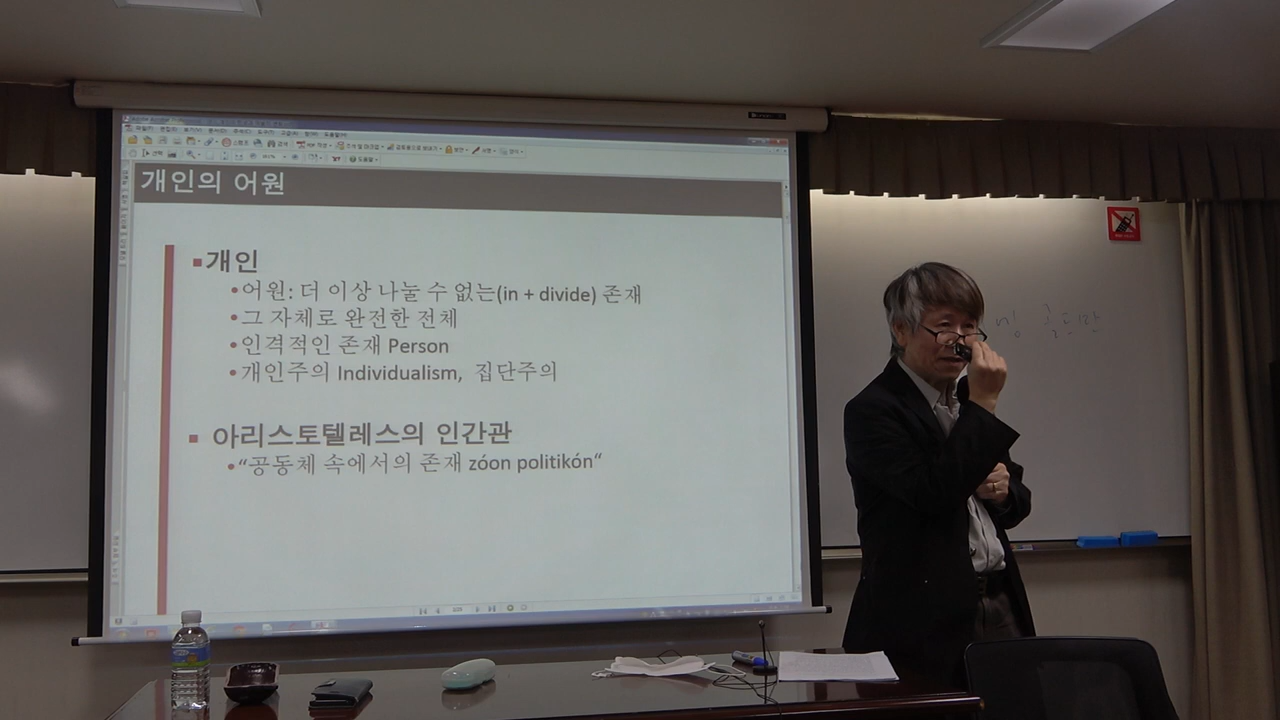 개인의 어원
▪개인
•어원: 더 이상 나눌 수 없는(in + divide) 존재
•그 자체로 완전한 전체
•인격적인 존재 Person
•개인주의 Individualism, 집단주의
▪ 아리스토텔레스의 인간관
•“공동체 속에서의 존재 zóon politikón“